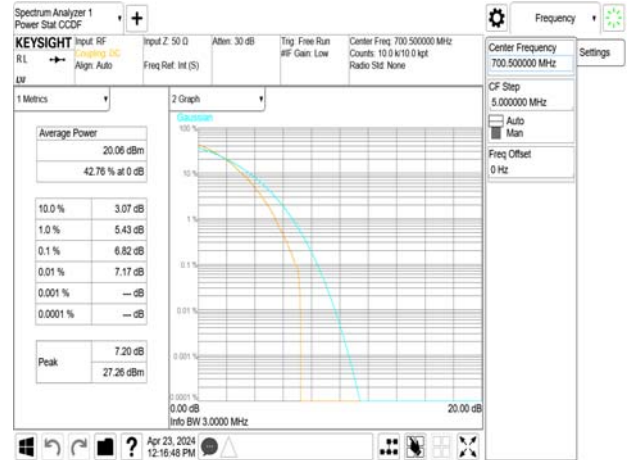 Spectrum Analyzer 1
Power Stat CCDF
Frequency
KEYSIGHT
Input: RF
Input Z: 50 Ω
Atten: 30 dB
Trig: Free Run
Center Freq: 700.500000 MHz
RL
Coupling: DC
#IF Gain: Low
Counts: 10.0 k/10.0 kpt
Align: Auto
Freq Ref: Int (S)
Radio Std: None
Center Frequency
700.500000 MHz
Settings
CF Step
5.000000 MHz
Auto
Man
Freq Offset
0 Hz
1 Metrics
2 Graph
Average Power
20.06 dBm
42.76 % at 0 dB
10.0 % 3.07 dB
1.0 % 5.43 dB
0.1 % 6.82 dB
0.01 % 7.17 dB
0.001 % --- dB
0.0001 % --- dB
Peak
7.20 dB
27.26 dBm
Gaussian
100 %
10 %
1 %
0.1 %
0.01 %
0.001 %
0.0001 %
0.00 dB
20.00 dB
Info BW 3.0000 MHz
Apr 23, 2024
12:16:48 PM